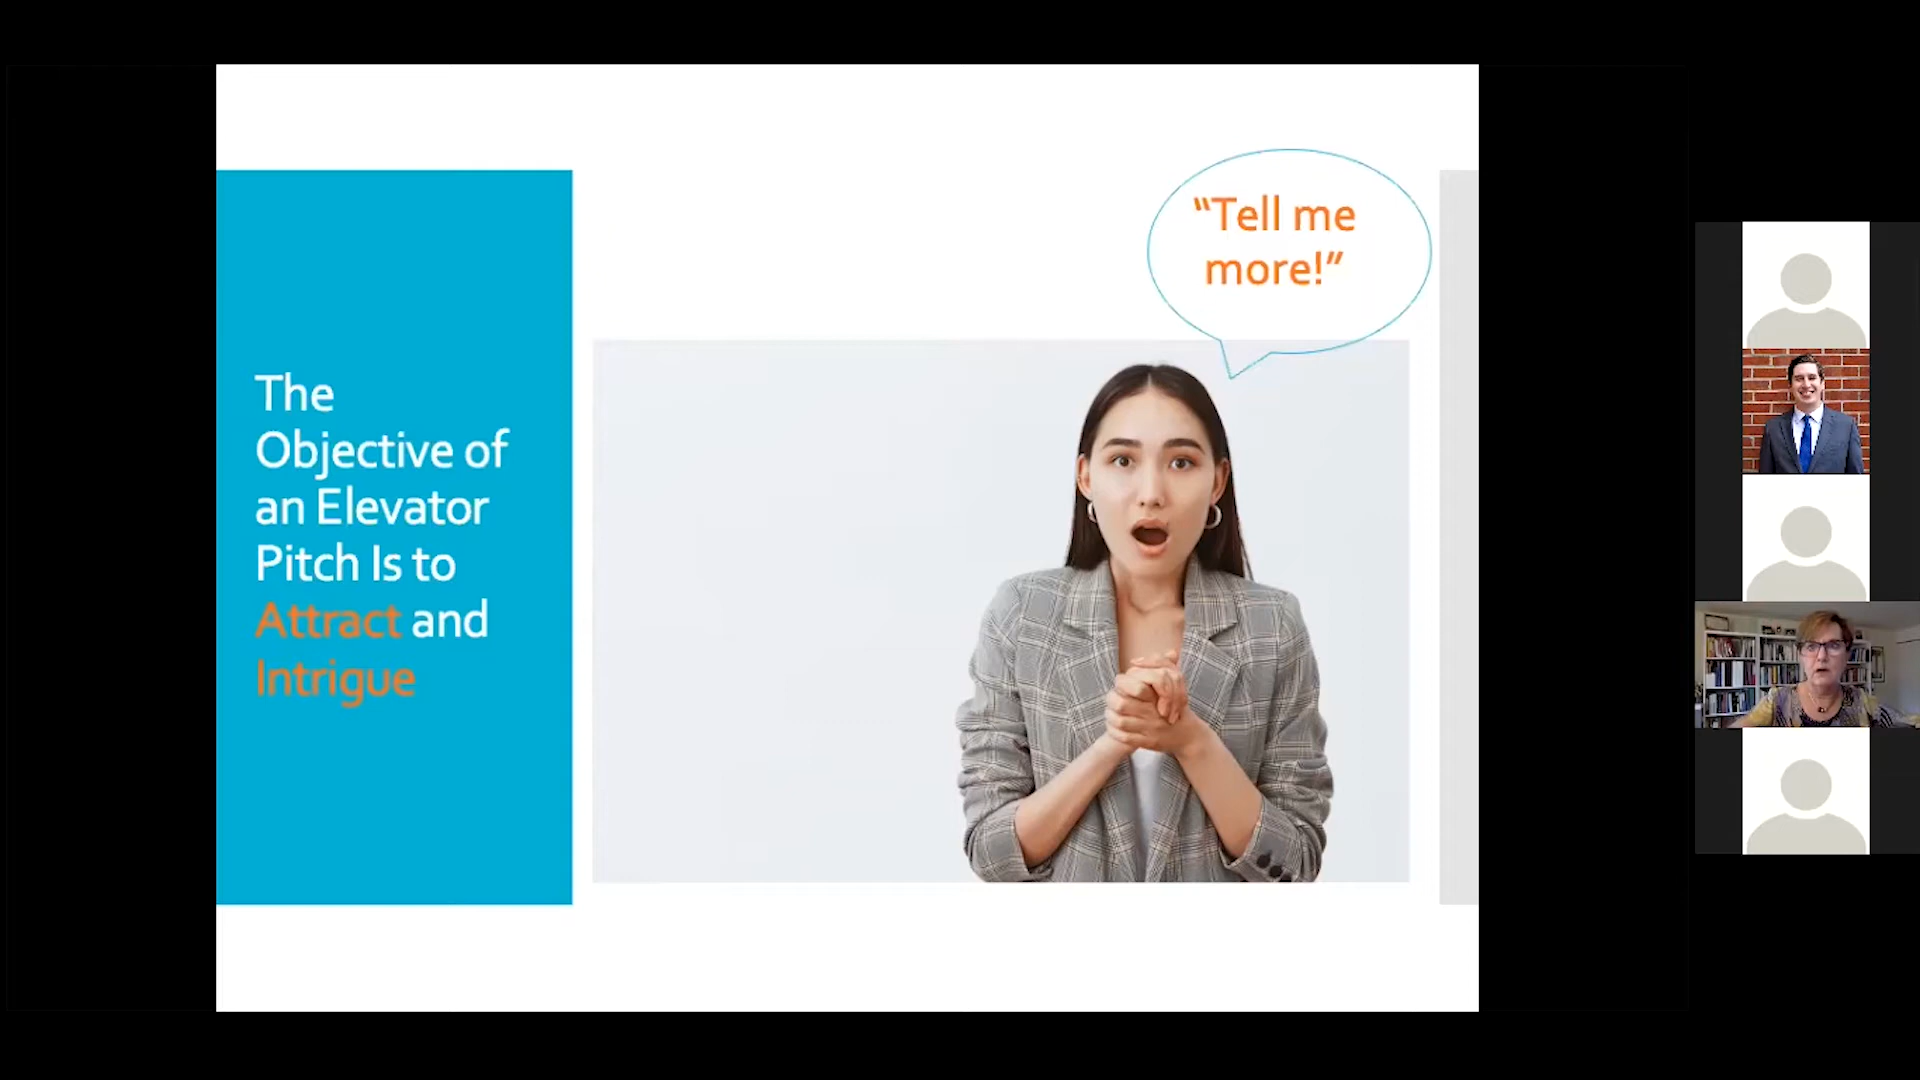 The
Objective of
an Elevator
Pitch Is to
Attract and
Intrigue
“Tell me
more!”